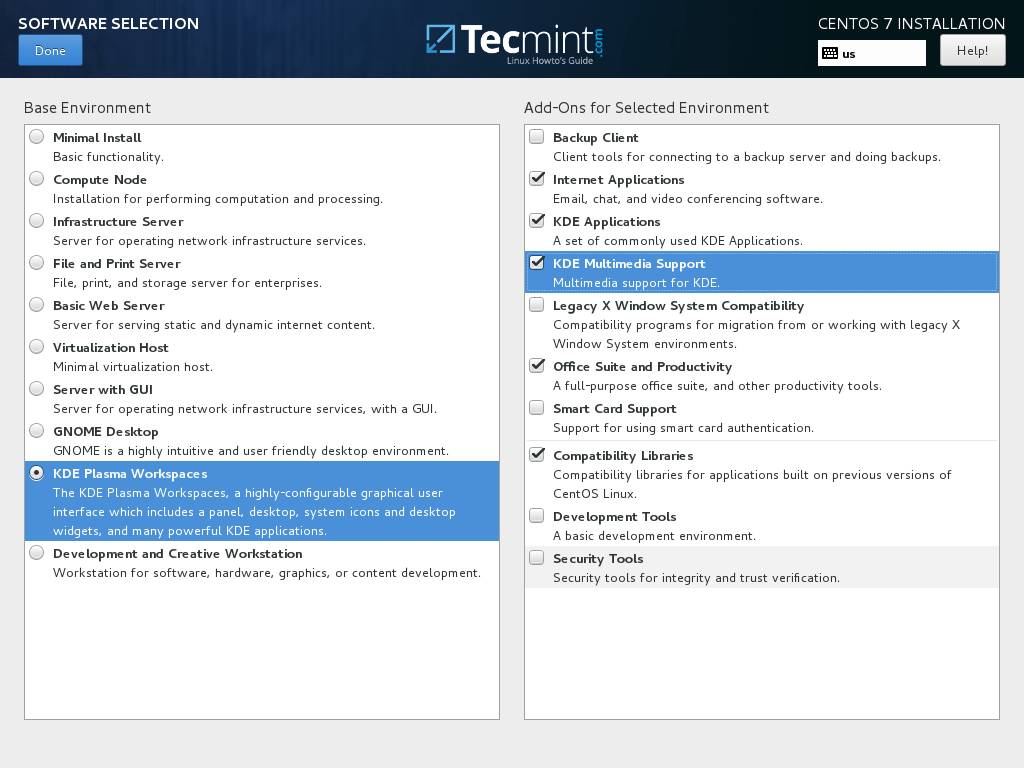 SOFTWARE SELECTION
Done
Tecmint.com
Linux Howto's Guide
CENTOS 7 INSTALLATION
us
Help!
Base Environment
Minimal Install
Basic functionality.
Compute Node
Installation for performing computation and processing.
Infrastructure Server
Server for operating network infrastructure services.
File and Print Server
File, print, and storage server for enterprises.
Basic Web Server
Server for serving static and dynamic internet content.
Virtualization Host
Minimal virtualization host.
Server with GUI
Server for operating network infrastructure services, with a GUI.
GNOME Desktop
GNOME is a highly intuitive and user friendly desktop environment.
KDE Plasma Workspaces
The KDE Plasma Workspaces, a highly-configurable graphical user
interface which includes a panel, desktop, system icons and desktop
widgets, and many powerful KDE applications.
Development and Creative Workstation
Workstation for software, hardware, graphics, or content development.
Add-Ons for Selected Environment
Backup Client
Client tools for connecting to a backup server and doing backups.
Internet Applications
Email, chat, and video conferencing software.
KDE Applications
A set of commonly used KDE Applications.
KDE Multimedia Support
Multimedia support for KDE.
Legacy X Window System Compatibility
Compatibility programs for migration from or working with legacy X
Window System environments.
Office Suite and Productivity
A full-purpose office suite, and other productivity tools.
Smart Card Support
Support for using smart card authentication.
Compatibility Libraries
Compatibility libraries for applications built on previous versions of
CentOS Linux.
Development Tools
A basic development environment.
Security Tools
Security tools for integrity and trust verification.